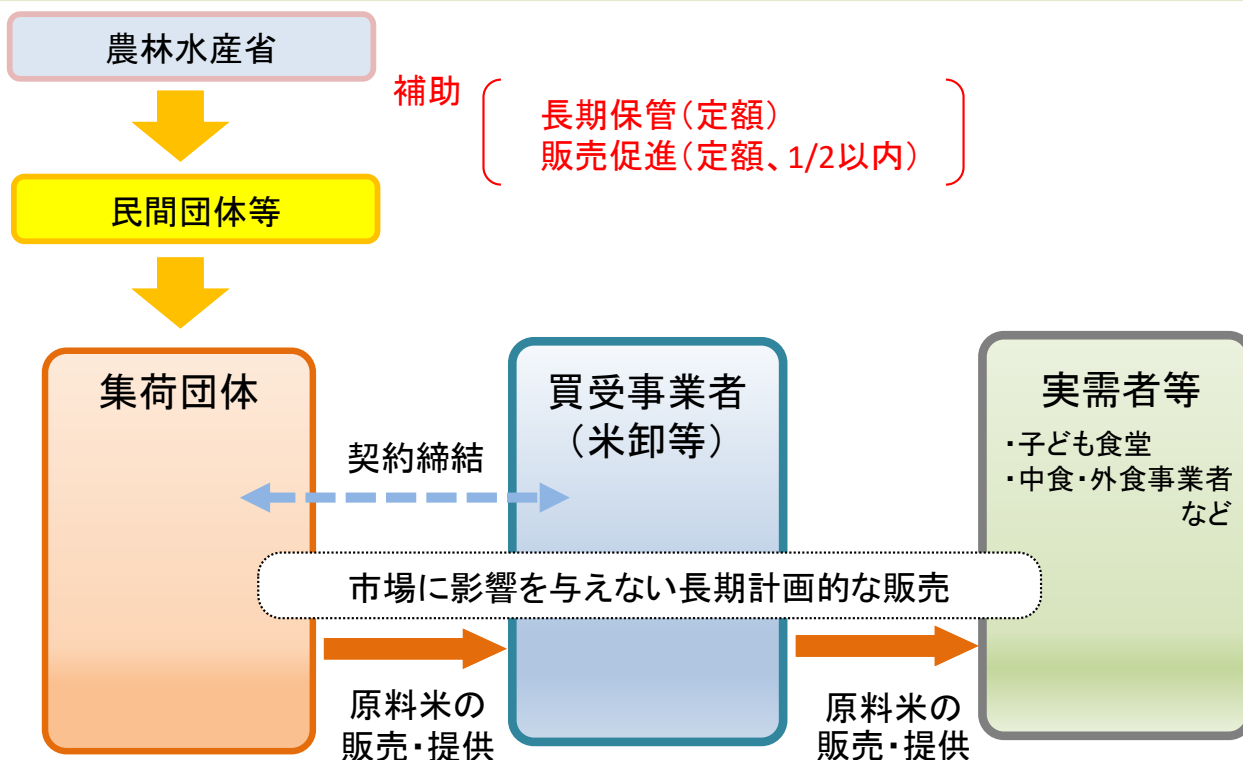 農林水産省
補助
長期保管(定額)
販売促進(定額、1/2以内)
民間団体等
集荷団体
買受事業者
(米卸等)
実需者等
・子ども食堂
・中食・外食事業者
など
契約締結
市場に影響を与えない長期計画的な販売
原料米の
販売・提供
原料米の
販売・提供